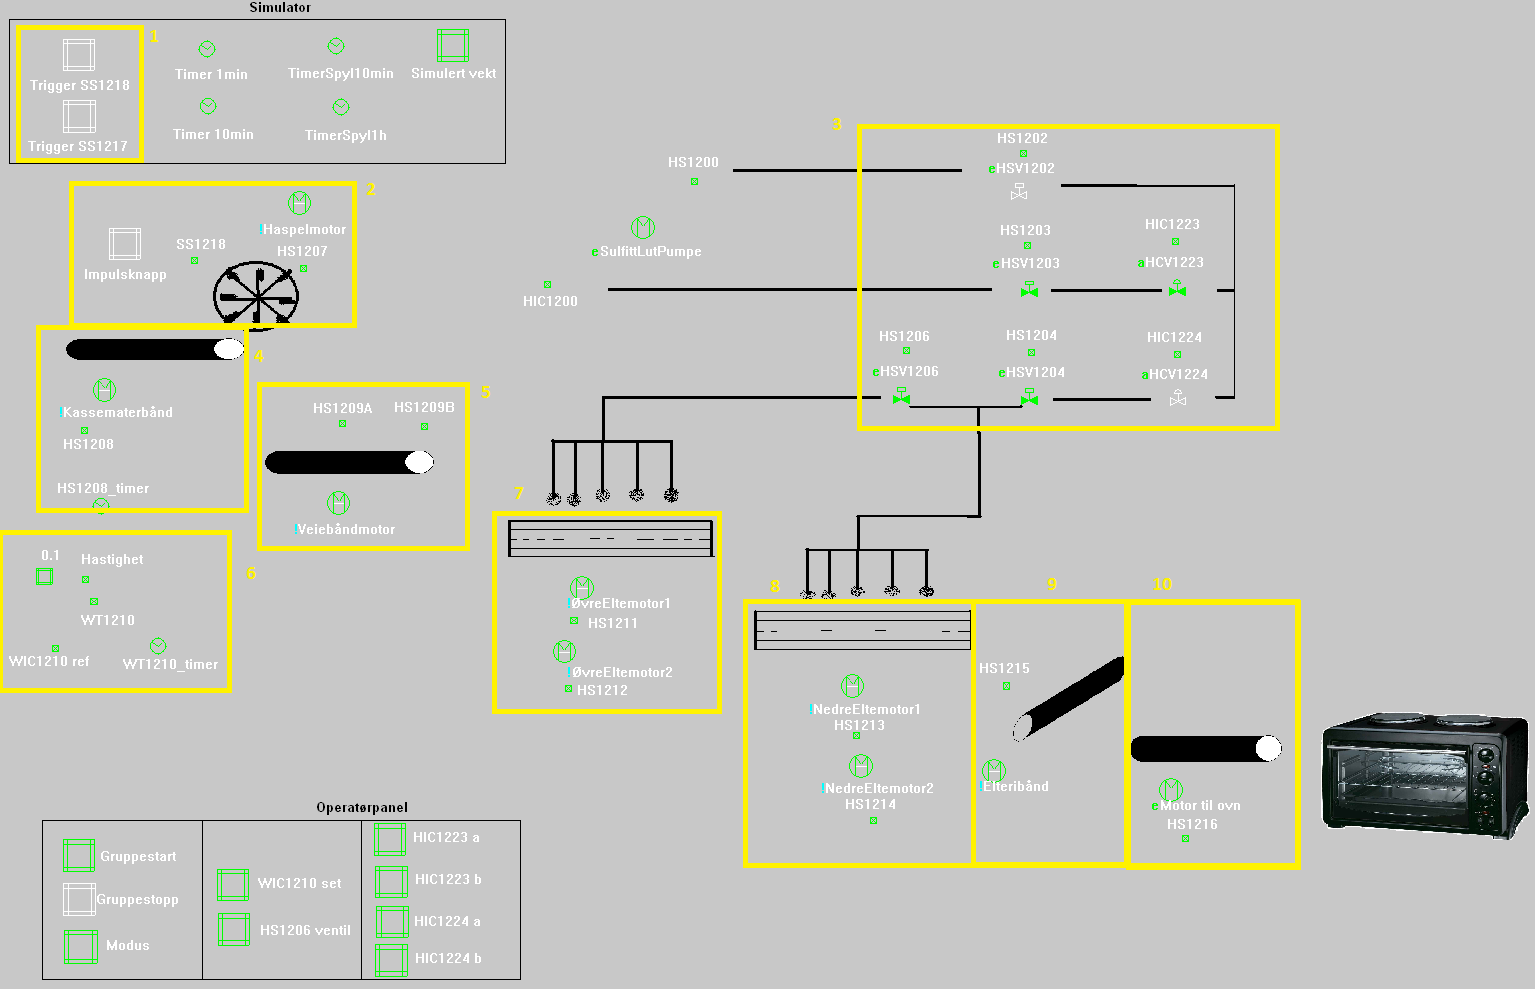 Simulator
1
Trigger SS1218
Trigger SS1217
Timer 1min
TimerSpyl10min
Simulert vekt
Timer 10min
TimerSpyl1h
2
!Haspelmotor
SS1218
HS1207
Impulsknapp
3
HS1200
eSulfittLutPumpe
HIC1200
HS1202
eHSV1202
HS1203
eHSV1203
HIC1223
aHCV1223
HS1206
eHSV1206
HS1204
eHSV1204
HIC1224
aHCV1224
4
!Kassematerbånd
HS1208
HS1208_timer
5
HS1209A
HS1209B
!Veiebåndmotor
6
0.1
Hastighet
WT1210
WIC1210 ref
WT1210_timer
7
!ØvreEltemotor1
HS1211
!ØvreEltemotor2
HS1212
8
!NedreEltemotor1
HS1213
!NedreEltemotor2
HS1214
9
HS1215
!Elteribånd
10
eMotor til ovn
HS1216
Operatørpanel
Gruppestart
Gruppestopp
Modus
WIC1210 set
HS1206 ventil
HIC1223 a
HIC1223 b
HIC1224 a
HIC1224 b